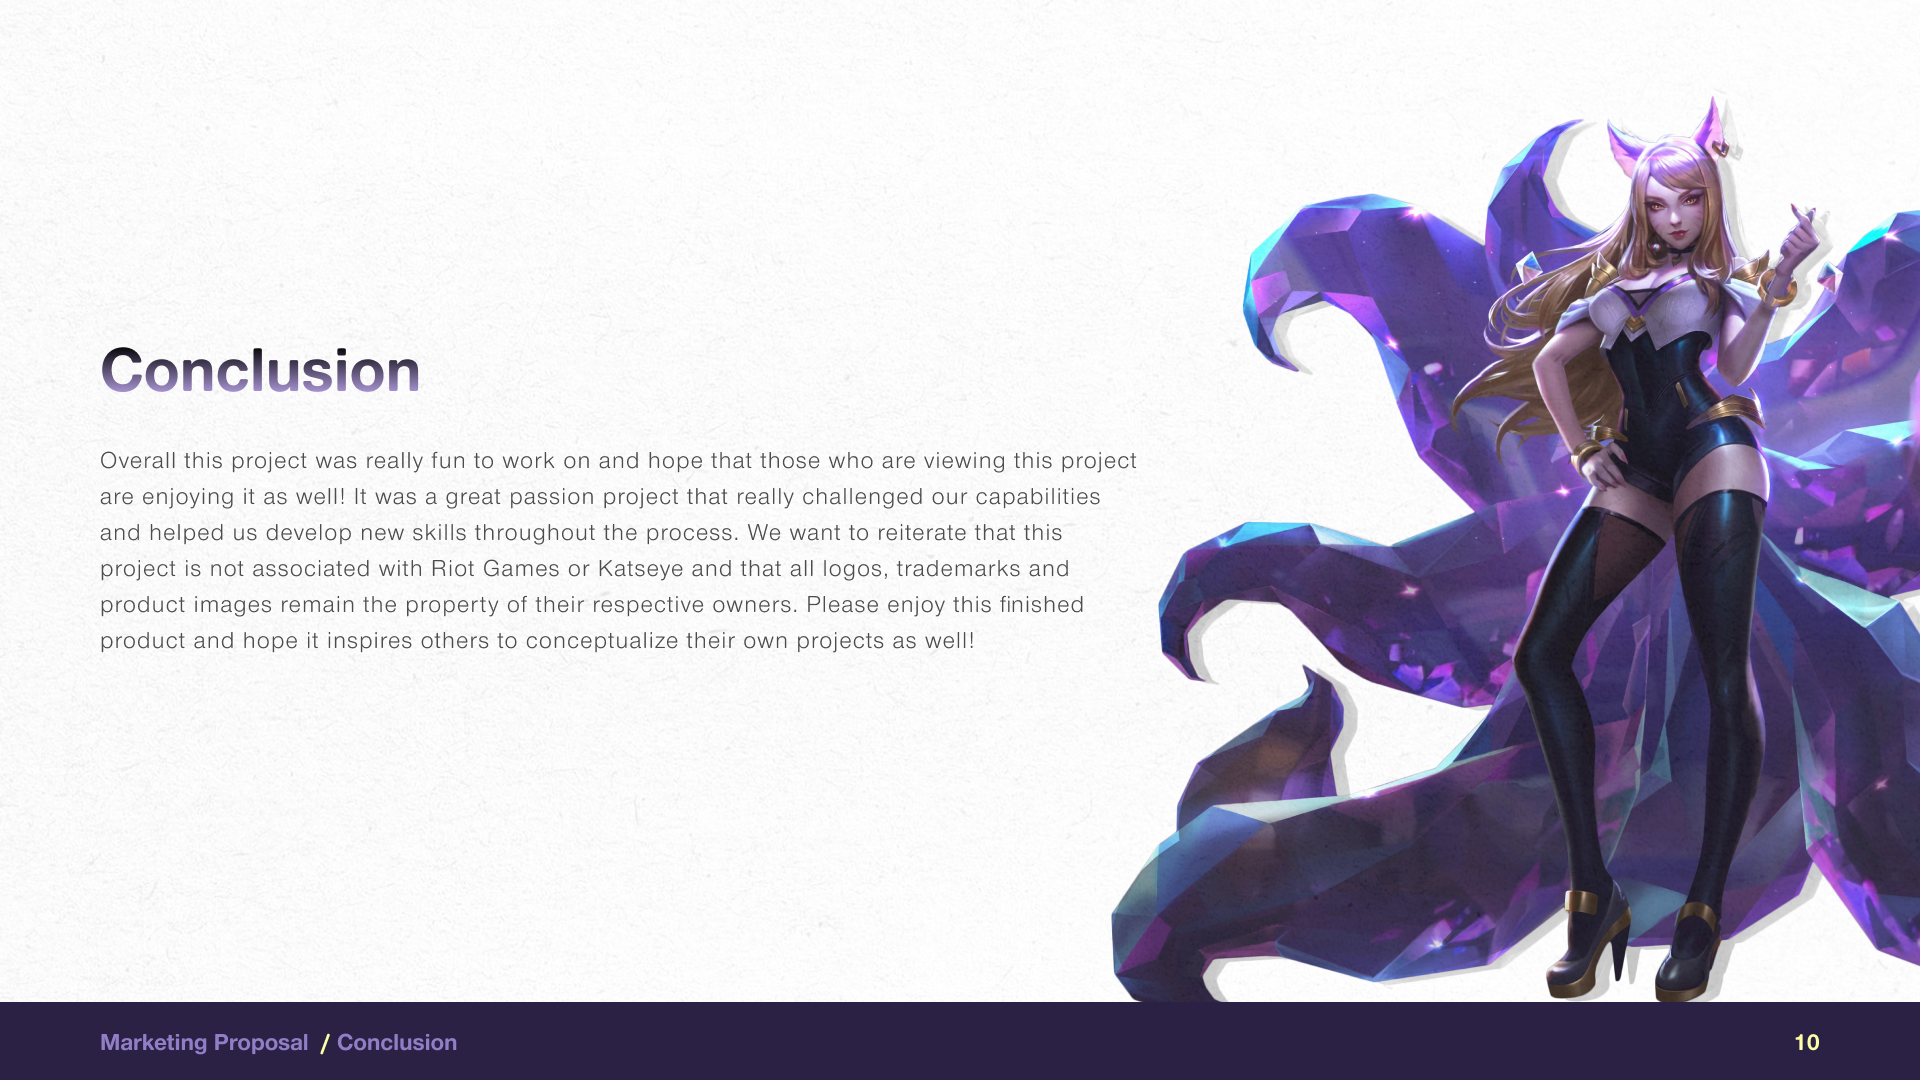 Conclusion
Overall this project was really fun to work on and hope that those who are viewing this project
are enjoying it as well! It was a great passion project that really challenged our capabilities
and helped us develop new skills throughout the process. We want to reiterate that this
project is not associated with Riot Games or Katseye and that all logos, trademarks and
product images remain the property of their respective owners. Please enjoy this finished
product and hope it inspires others to conceptualize their own projects as well!
Marketing Proposal / Conclusion
10